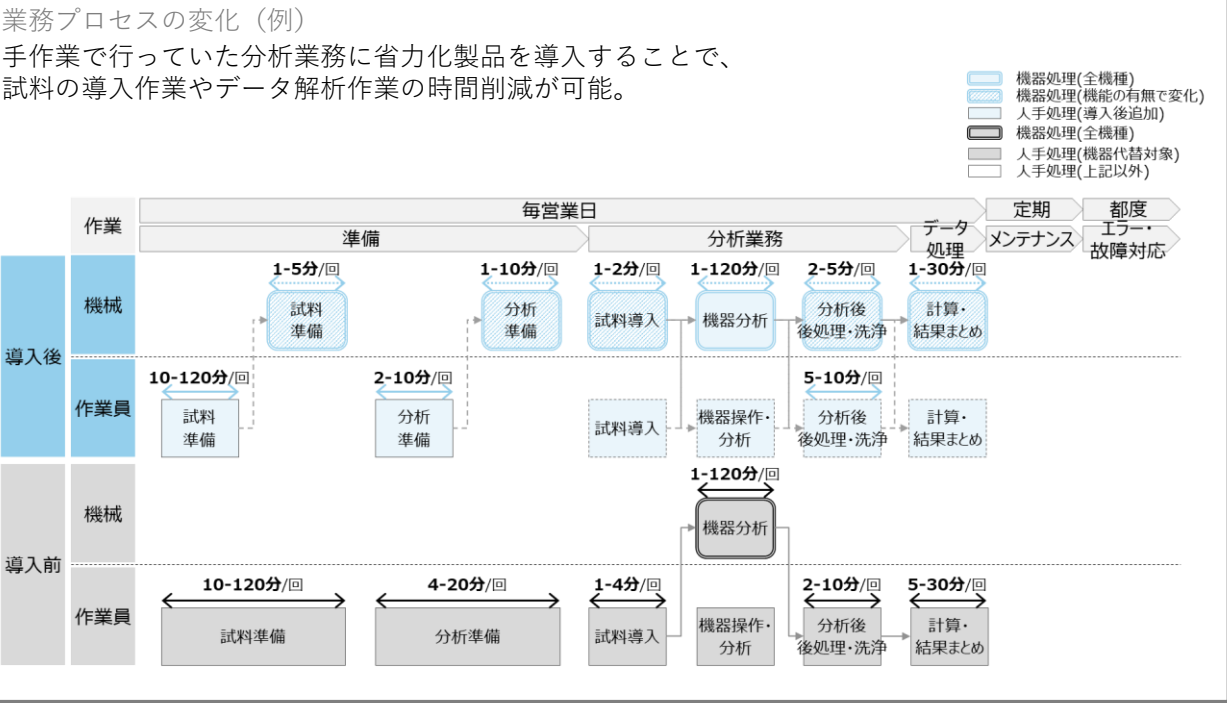 業務プロセスの変化（例）
手作業で行っていた分析業務に省力化製品を導入することで、
試料の導入作業やデータ解析作業の時間削減が可能。
機器処理(全機種)
機器処理(機能の有無で変化)
人手処理(導入後追加)
機器処理(全機種)
人手処理(機器代替対象)
人手処理(上記以外)
作業
毎営業日
定期
都度
準備
分析業務
データ
処理
メンテナンス
エラー・
故障対応
導入後
機械
1-5分/回
試料
準備
1-10分/回
分析
準備
1-2分/回
試料導入
1-120分/回
機器分析
2-5分/回
分析後
後処理・洗浄
1-30分/回
計算・
結果まとめ
作業員
10-120分/回
試料
準備
2-10分/回
分析
準備
試料導入
機器操作・
分析
5-10分/回
分析後
後処理・洗浄
計算・
結果まとめ
導入前
機械
1-120分/回
機器分析
作業員
10-120分/回
試料準備
4-20分/回
分析準備
1-4分/回
試料導入
機器操作・
分析
2-10分/回
分析後
後処理・洗浄
5-30分/回
計算・
結果まとめ